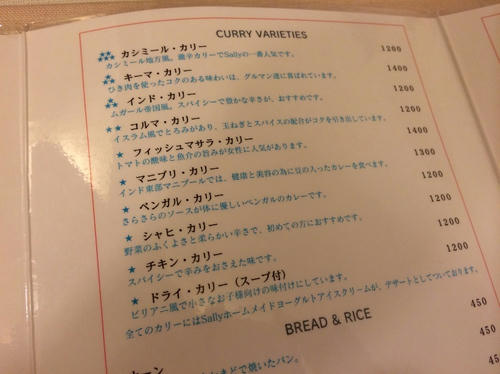 CURRY VARIETIES
カシミール・カリー 1200
カシミール地方風。激辛カリーでSallyの一番人気です。
キーマ・カリー 1400
ひき肉を使ったコクのある味わいは、グルマン達に喜ばれています。
インド・カリー 1200
ムガール帝国風。スパイシーで豊かな辛さが、おすすめです。
★★ コルマ・カリー 1200
イスラム風でとろみがあり、玉ねぎとスパイスの配合がコクを引き出しています。
★ フィッシュマサラ・カリー 1400
トマトの酸味と魚介の旨みが女性に人気があります。
★ マニプリ・カリー 1300
インド東部マニプールでは、健康と美容の為に豆の入ったカレーを食べます。
★ ベンガル・カリー 1200
さらさらのソースが体に優しいベンガルのカレーです。
★ シャヒ・カリー 1200
野菜のふくよさと柔らかい辛さで、初めての方におすすめです。
★ チキン・カリー 1200
スパイシーで辛みをおさえた味です。
★ ドライ・カリー（スープ付） 1200
ビリアニ風で小さなお子様向けの味付けにしています。
全てのカリーにはSallyホームメイドヨーグルトアイスクリームが、デザートとしてついております。
BREAD & RICE
450
で焼いたパン。
450